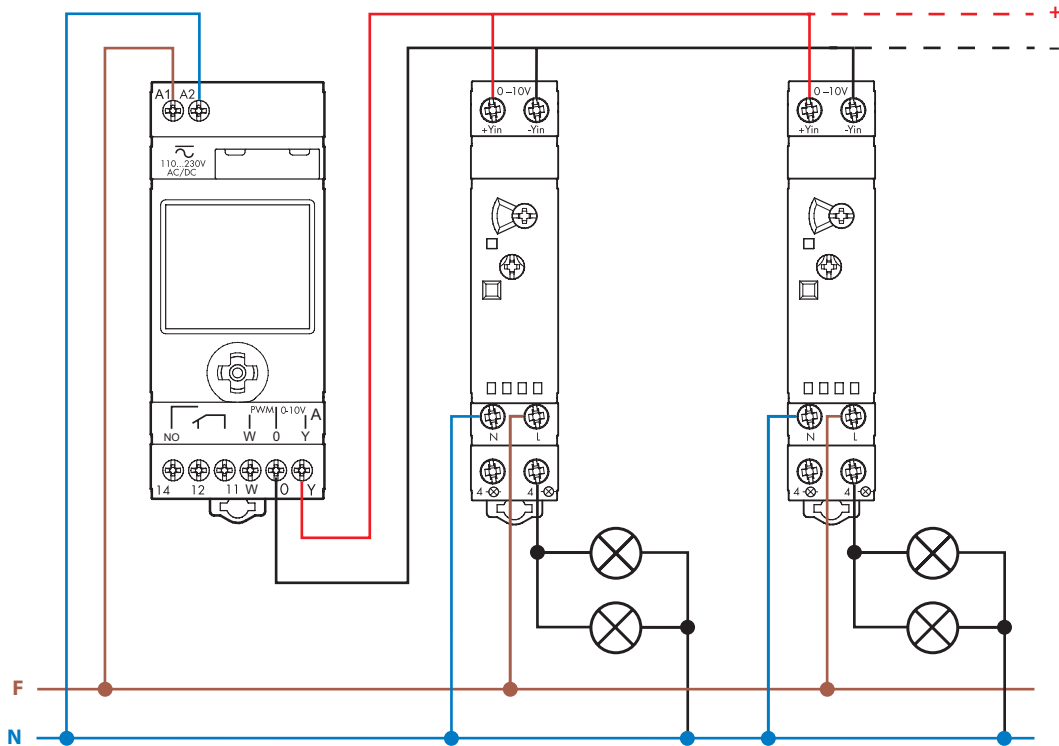 +
−
A1 A2
110...230V
AC/DC
PWM 0-10V A
NO W 0 Y
14 12 11 W 0 Y
0–10V
+Yin -Yin
N L
4 4
0–10V
+Yin -Yin
N L
4 4
F
N